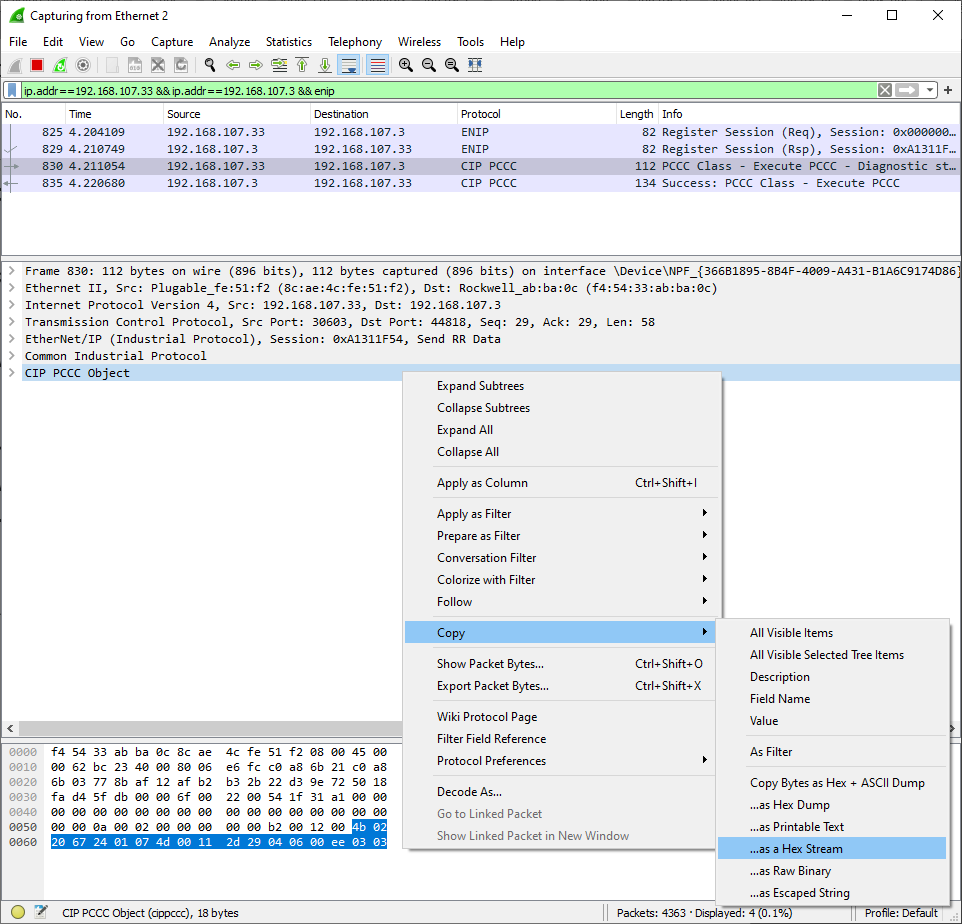 Capturing from Ethernet 2
File Edit View Go Capture Analyze Statistics Telephony Wireless Tools Help
ip.addr==192.168.107.33 && ip.addr==192.168.107.3 && enip
No. Time Source Destination Protocol Length Info
825 4.204109 192.168.107.33 192.168.107.3 ENIP 82 Register Session (Req), Session: 0x000000…
829 4.210749 192.168.107.3 192.168.107.33 ENIP 82 Register Session (Rsp), Session: 0xA1311F…
830 4.211054 192.168.107.33 192.168.107.3 CIP PCCC 112 PCCC Class - Execute PCCC - Diagnostic st…
835 4.220680 192.168.107.3 192.168.107.33 CIP PCCC 134 Success: PCCC Class - Execute PCCC
Frame 830: 112 bytes on wire (896 bits), 112 bytes captured (896 bits) on interface \Device\NPF_{366B1895-8B4F-4009-A431-B1A6C9174D86}
Ethernet II, Src: Plugable_fe:51:f2 (8c:ae:4c:fe:51:f2), Dst: Rockwell_ab:ba:0c (f4:54:33:ab:ba:0c)
Internet Protocol Version 4, Src: 192.168.107.33, Dst: 192.168.107.3
Transmission Control Protocol, Src Port: 30603, Dst Port: 44818, Seq: 29, Ack: 29, Len: 58
EtherNet/IP (Industrial Protocol), Session: 0xA1311F54, Send RR Data
Common Industrial Protocol
CIP PCCC Object
Expand Subtrees
Collapse Subtrees
Expand All
Collapse All
Apply as Column Ctrl+Shift+I
Apply as Filter
Prepare as Filter
Conversation Filter
Colorize with Filter
Follow
Copy
Show Packet Bytes... Ctrl+Shift+O
Export Packet Bytes... Ctrl+Shift+X
Wiki Protocol Page
Filter Field Reference
Protocol Preferences
Decode As...
Go to Linked Packet
Show Linked Packet in New Window
All Visible Items
All Visible Selected Tree Items
Description
Field Name
Value
As Filter
Copy Bytes as Hex + ASCII Dump
...as Hex Dump
...as Printable Text
...as a Hex Stream
...as Raw Binary
...as Escaped String
0000 f4 54 33 ab ba 0c 8c ae 4c fe 51 f2 08 00 45 00
0010 00 62 bc 23 40 00 80 06 e6 fc c0 a8 6b 21 c0 a8
0020 6b 03 77 8b af 12 af b2 b3 2b 22 d3 9e 72 50 18
0030 fa d4 5f db 00 00 6f 00 22 00 54 1f 31 a1 00 00
0040 00 00 00 00 00 00 00 00 00 00 00 00 00 00 00 00
0050 00 00 0a 00 02 00 00 00 00 00 b2 00 12 00 4b 02
0060 20 67 24 01 07 4d 00 11 2d 29 04 06 00 ee 03 03
CIP PCCC Object (cippccc), 18 bytes
Packets: 4363 · Displayed: 4 (0.1%)
Profile: Default